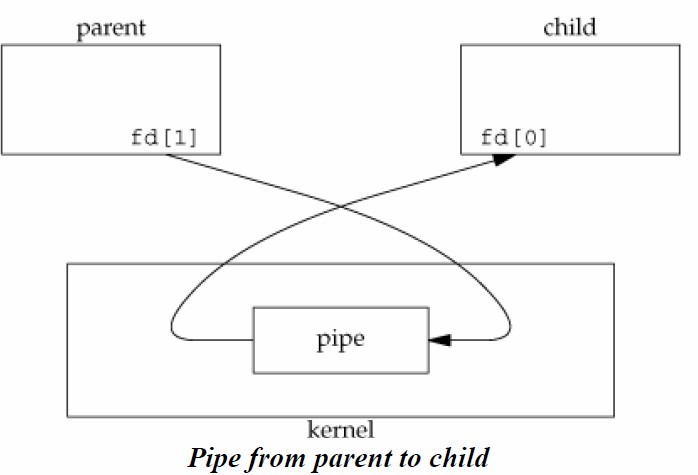 parent child
fd[1] fd[0]
pipe
kernel
Pipe from parent to child